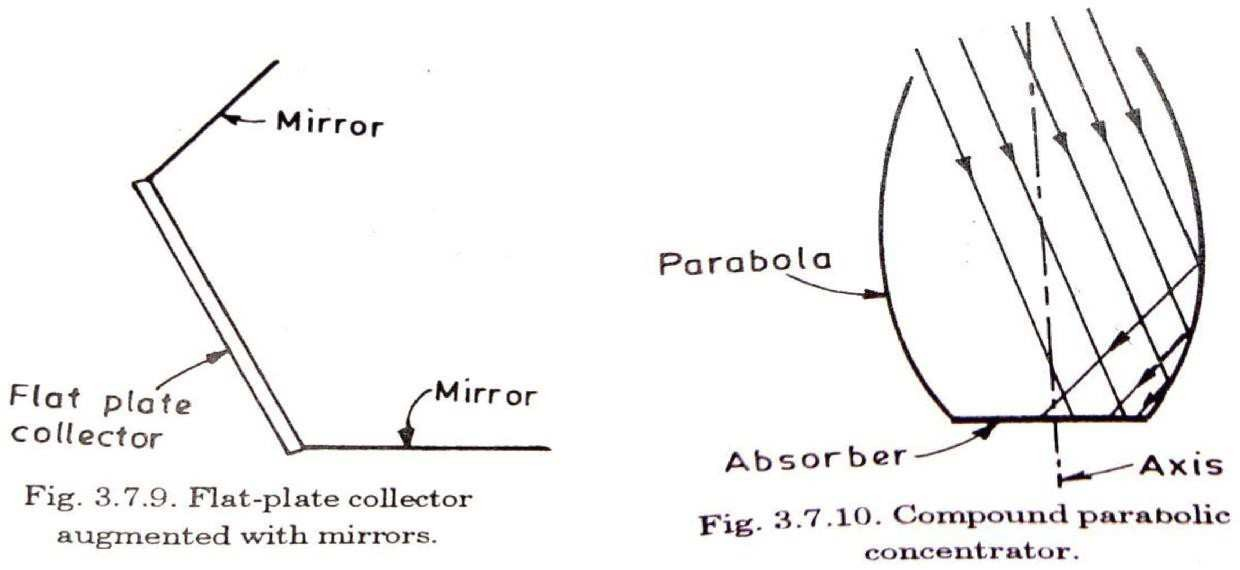 Mirror
Flat plate
collector
Mirror
Fig. 3.7.9. Flat-plate collector
augmented with mirrors.
Parabola
Absorber
Axis
Fig. 3.7.10. Compound parabolic
concentrator.